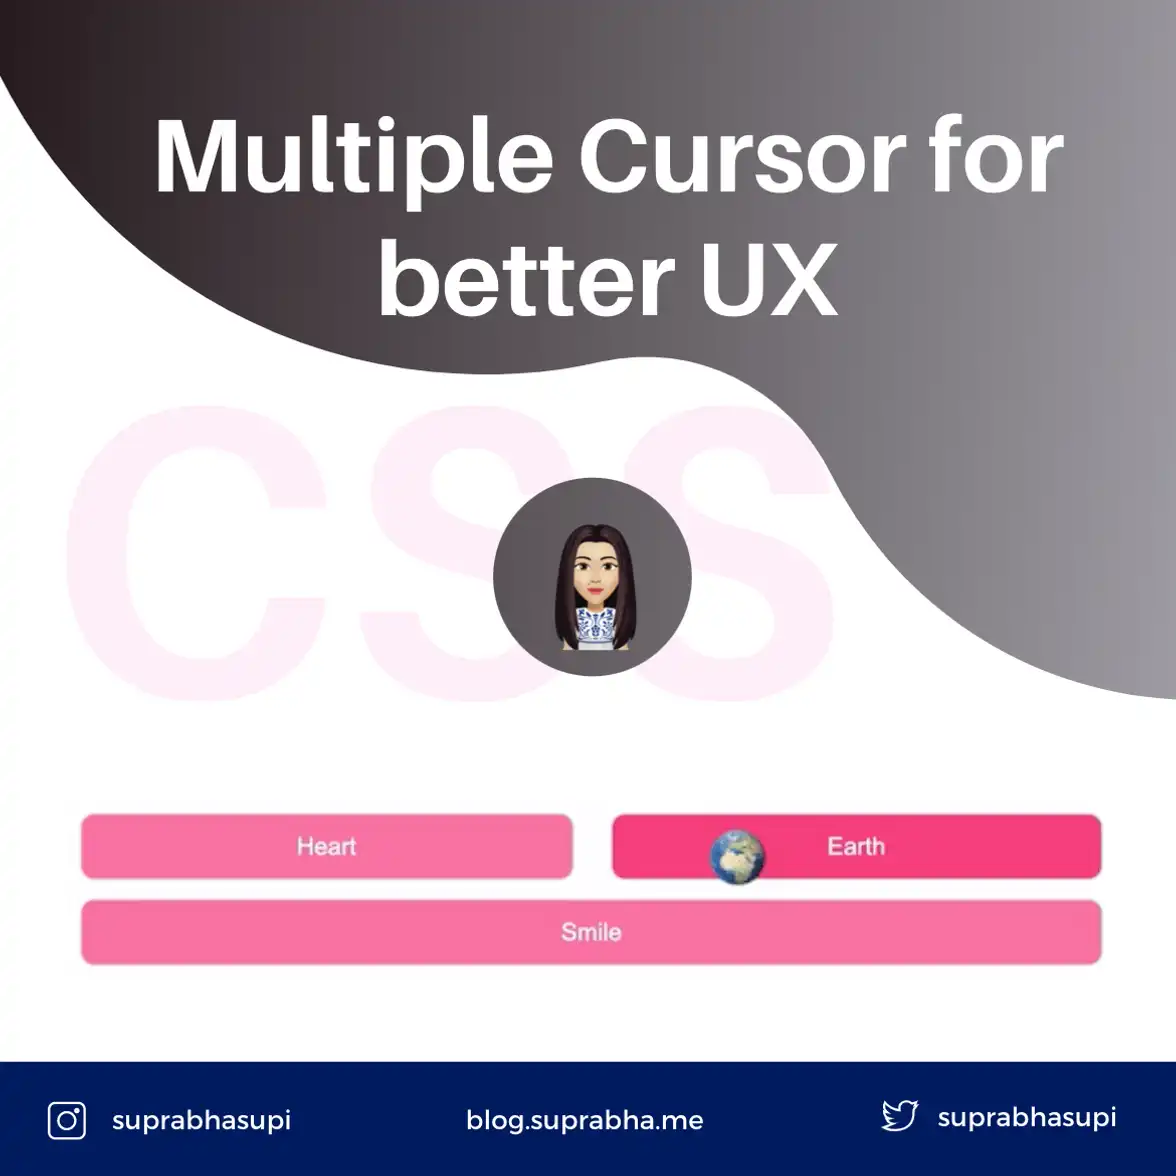 Multiple Cursor for
better UX
CSS
Heart
Earth
Smile
suprabhasupi
blog.suprabha.me
suprabhasupi